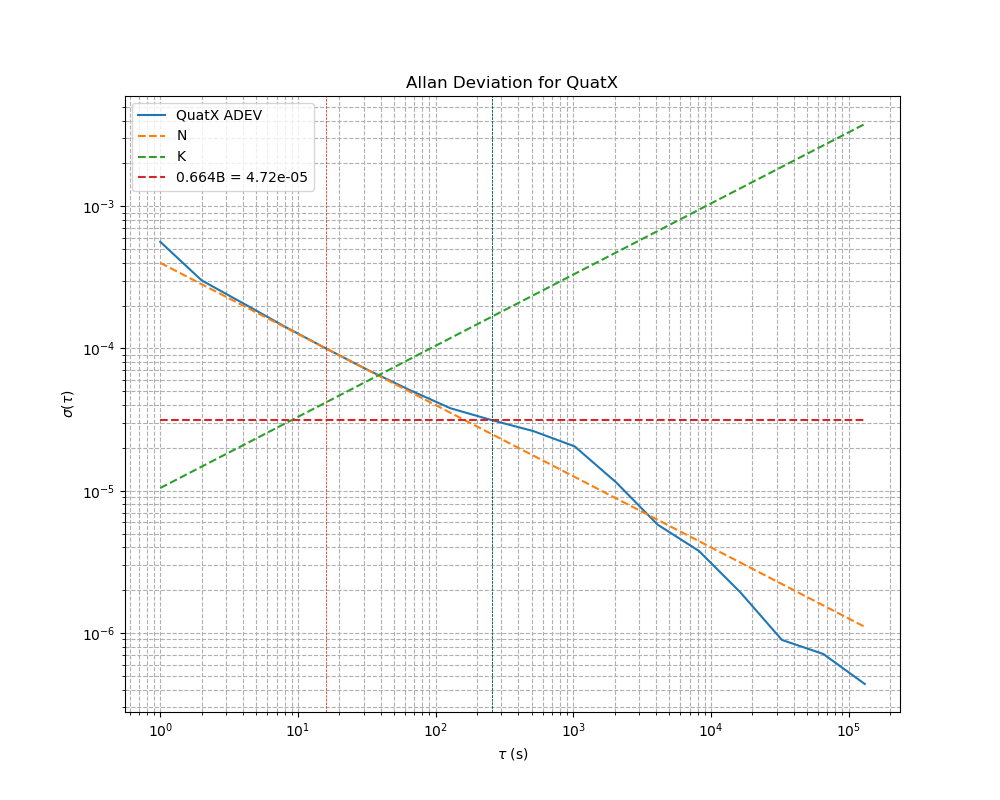 Allan Deviation for QuatX
QuatX ADEV
N
K
0.664B = 4.72e-05
10⁻³
10⁻⁴
10⁻⁵
10⁻⁶
σ(τ)
10⁰ 10¹ 10² 10³ 10⁴ 10⁵
τ (s)